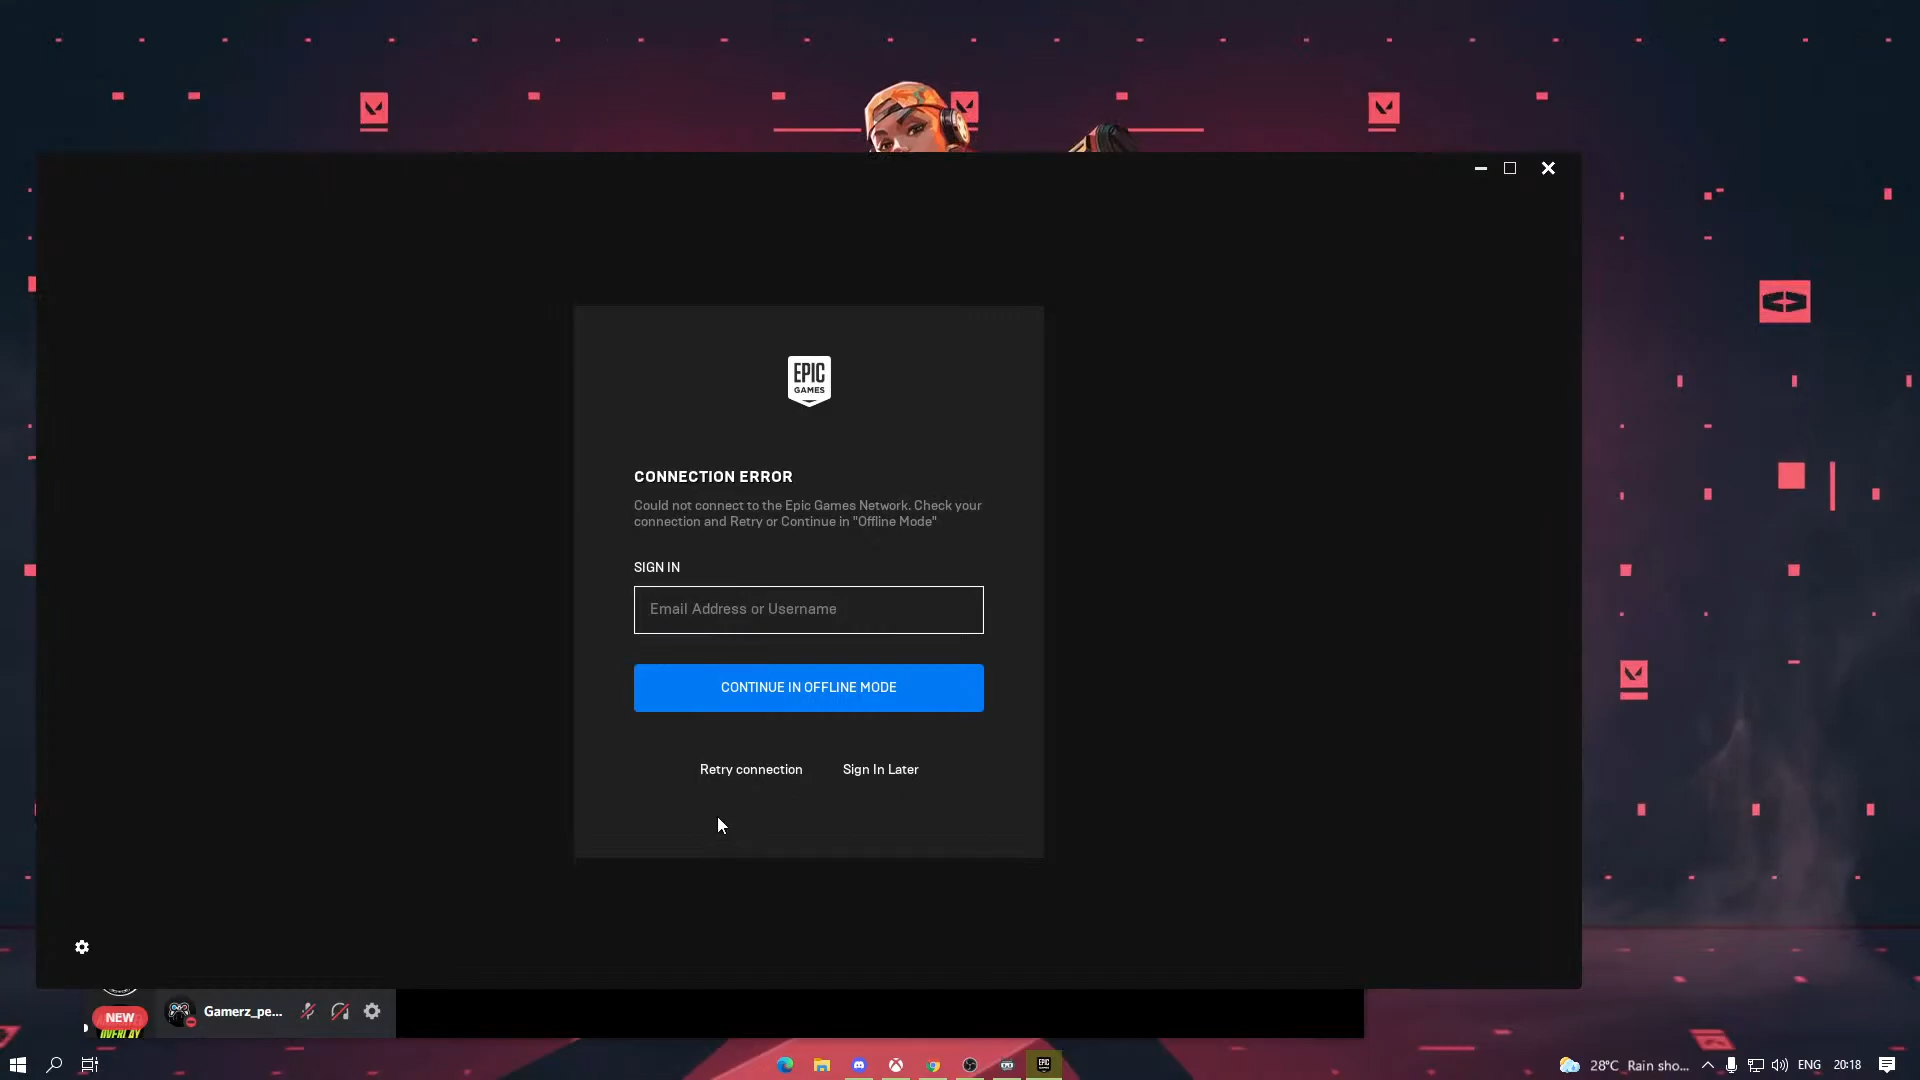 EPIC
GAMES
CONNECTION ERROR
Could not connect to the Epic Games Network. Check your
connection and Retry or Continue in "Offline Mode"
SIGN IN
Email Address or Username
CONTINUE IN OFFLINE MODE
Retry connection Sign In Later
NEW
OVERLAY
Gamerz_pe...
EPIC
28°C Rain sho... ENG 20:18